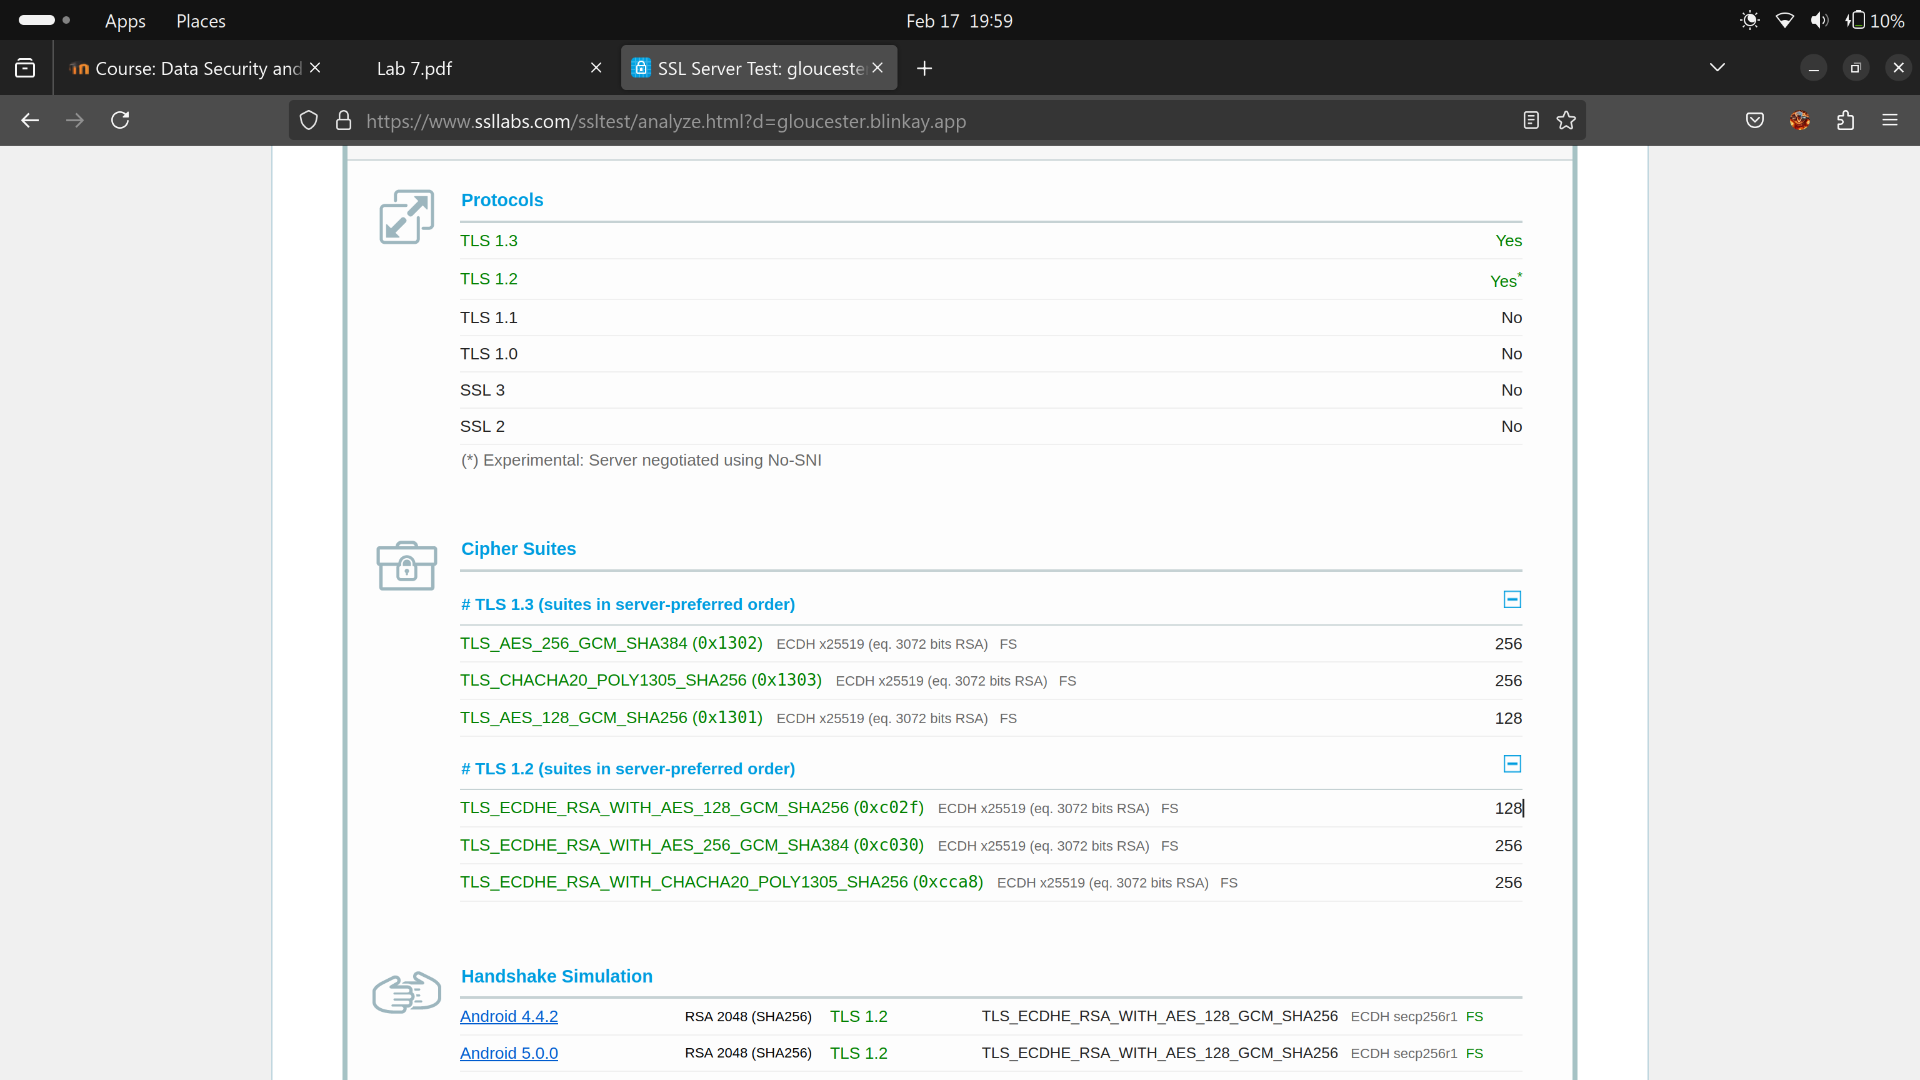 Apps Places Feb 17 19:59 10%
Course: Data Security and Lab 7.pdf SSL Server Test: glouceste
https://www.ssllabs.com/ssltest/analyze.html?d=gloucester.blinkay.app
Protocols
TLS 1.3 Yes
TLS 1.2 Yes*
TLS 1.1 No
TLS 1.0 No
SSL 3 No
SSL 2 No
(*) Experimental: Server negotiated using No-SNI
Cipher Suites
# TLS 1.3 (suites in server-preferred order)
TLS_AES_256_GCM_SHA384 (0x1302) ECDH x25519 (eq. 3072 bits RSA) FS 256
TLS_CHACHA20_POLY1305_SHA256 (0x1303) ECDH x25519 (eq. 3072 bits RSA) FS 256
TLS_AES_128_GCM_SHA256 (0x1301) ECDH x25519 (eq. 3072 bits RSA) FS 128
# TLS 1.2 (suites in server-preferred order)
TLS_ECDHE_RSA_WITH_AES_128_GCM_SHA256 (0xc02f) ECDH x25519 (eq. 3072 bits RSA) FS 128
TLS_ECDHE_RSA_WITH_AES_256_GCM_SHA384 (0xc030) ECDH x25519 (eq. 3072 bits RSA) FS 256
TLS_ECDHE_RSA_WITH_CHACHA20_POLY1305_SHA256 (0xcca8) ECDH x25519 (eq. 3072 bits RSA) FS 256
Handshake Simulation
Android 4.4.2 RSA 2048 (SHA256) TLS 1.2 TLS_ECDHE_RSA_WITH_AES_128_GCM_SHA256 ECDH secp256r1 FS
Android 5.0.0 RSA 2048 (SHA256) TLS 1.2 TLS_ECDHE_RSA_WITH_AES_128_GCM_SHA256 ECDH secp256r1 FS